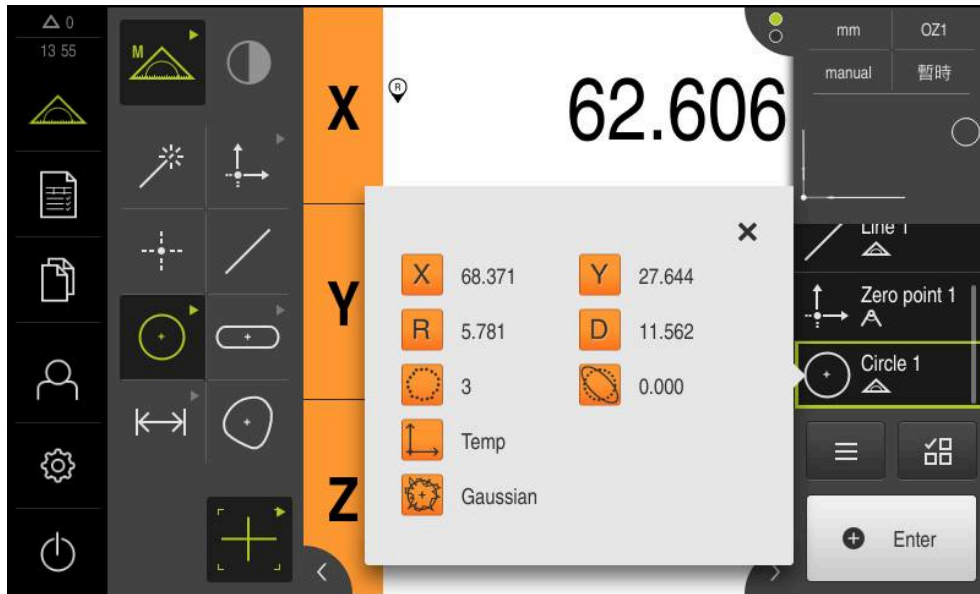 0
13 55
M
X
R
62.606
mm
OZ1
manual
暫時
Line 1
X
68.371
Y
27.644
Y
Zero point 1
R
5.781
D
11.562
Circle 1
3
0.000
Temp
Z
Gaussian
Enter